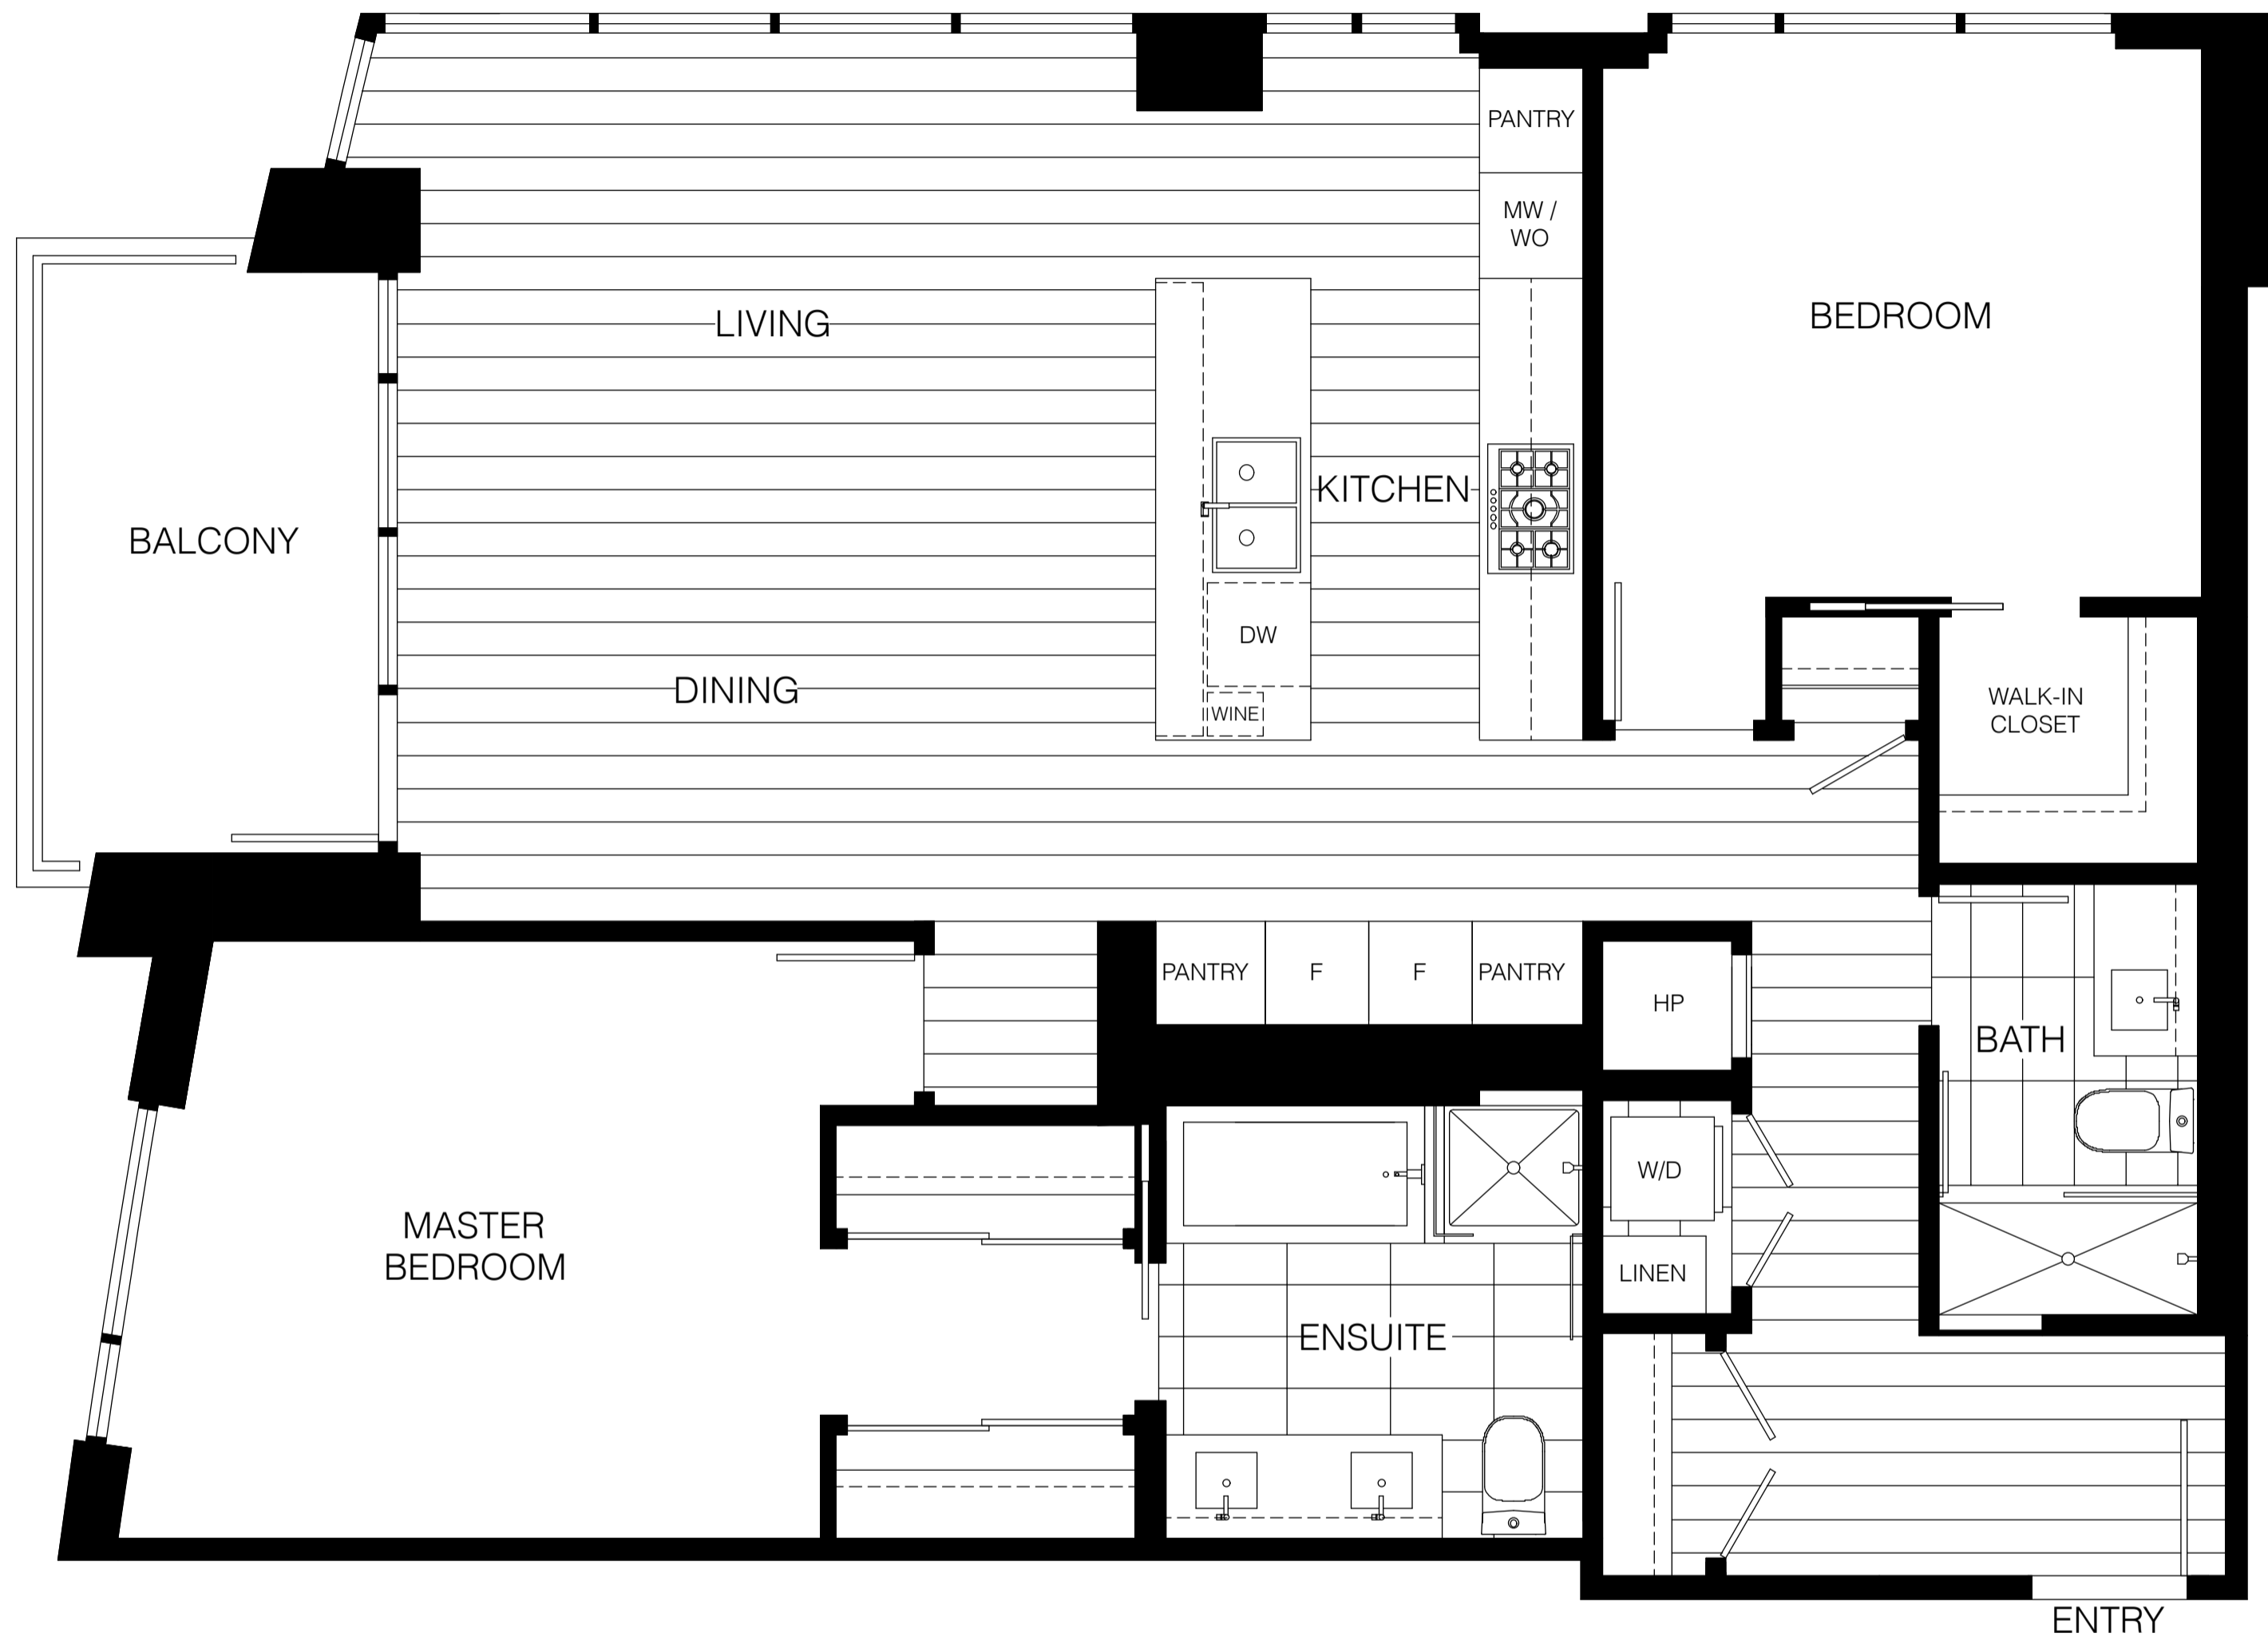 PANTRY
MW /
WO
LIVING
BEDROOM
KITCHEN
BALCONY
DW
DINING
WINE
WALK-IN
CLOSET
PANTRY
F
F
PANTRY
HP
BATH
W/D
MASTER
BEDROOM
LINEN
ENSUITE
ENTRY